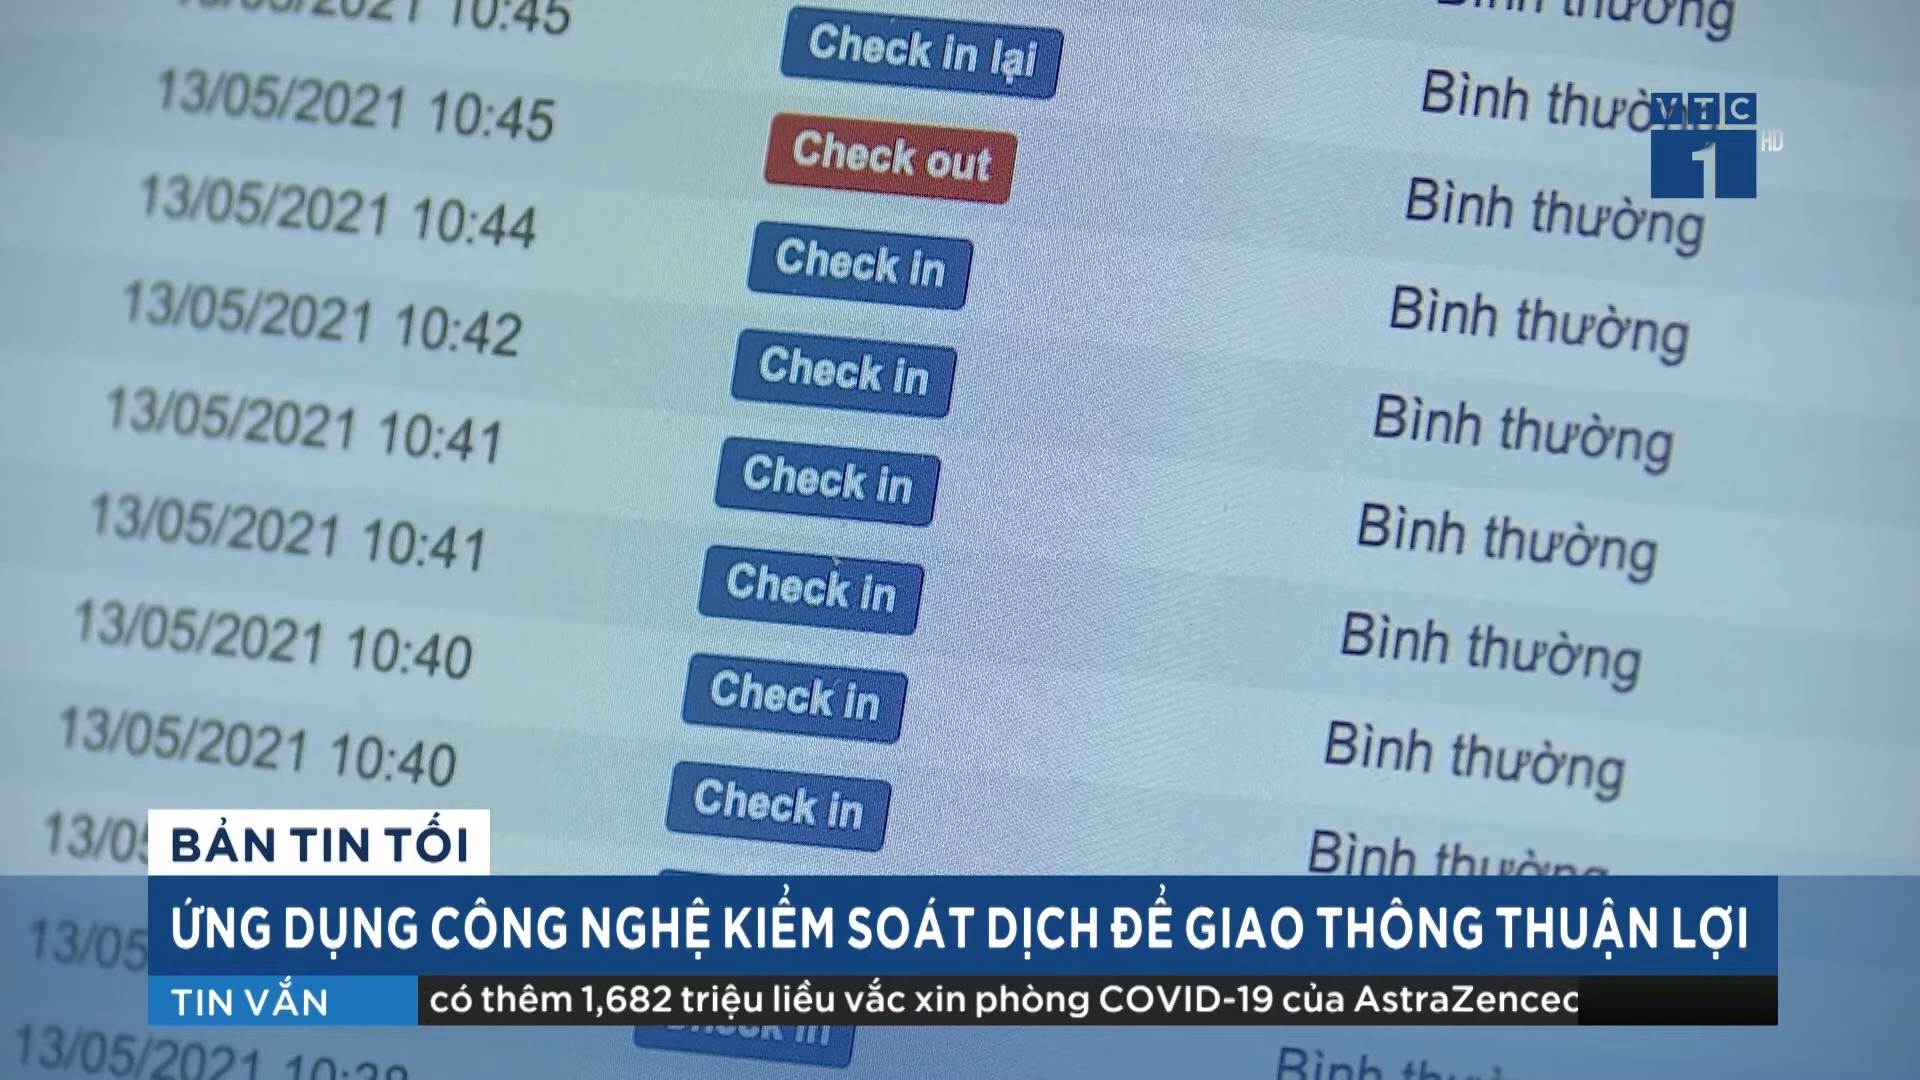 10:45 Check in lại Bình thường
13/05/2021 10:45 Check out Bình thường
VTC
1 HD
13/05/2021 10:44 Check in Bình thường
13/05/2021 10:42 Check in Bình thường
13/05/2021 10:41 Check in Bình thường
13/05/2021 10:41 Check in Bình thường
13/05/2021 10:40 Check in Bình thường
13/05/2021 10:40 Check in Bình thường
BẢN TIN TỐI
ỨNG DỤNG CÔNG NGHỆ KIỂM SOÁT DỊCH ĐỂ GIAO THÔNG THUẬN LỢI
TIN VẮN có thêm 1,682 triệu liều vắc xin phòng COVID-19 của AstraZenec
13/05/2021 Check in Bình